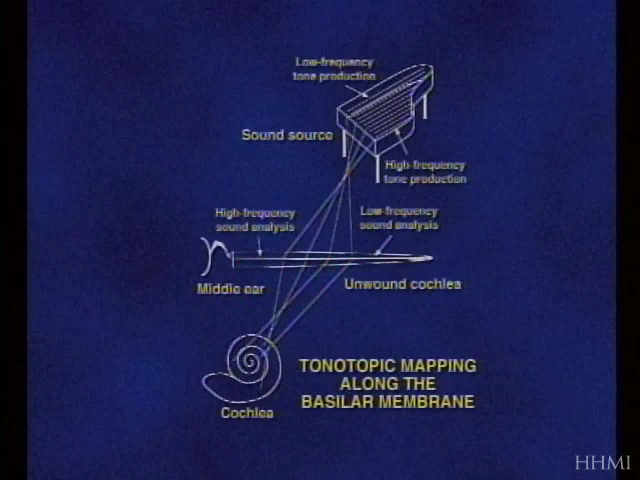 Low-frequency
tone production
Sound source
High-frequency
tone production
High-frequency
sound analysis
Low-frequency
sound analysis
Middle ear
Unwound cochlea
TONOTOPIC MAPPING
ALONG THE
BASILAR MEMBRANE
Cochlea
HHMI